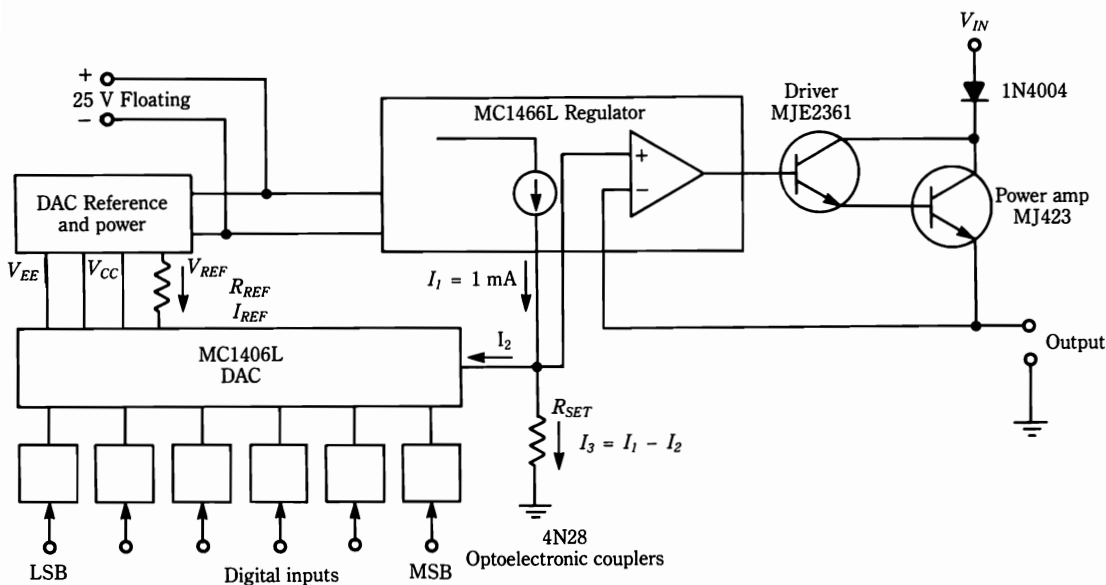 V_IN
+
25 V Floating
−
Driver
MJE2361
1N4004
MC1466L Regulator
+
−
DAC Reference
and power
Power amp
MJ423
V_EE
V_CC
V_REF
R_REF
I_REF
I_1 = 1 mA
I_2
MC1406L
DAC
Output
R_SET
I_3 = I_1 − I_2
4N28
Optoelectronic couplers
LSB
Digital inputs
MSB